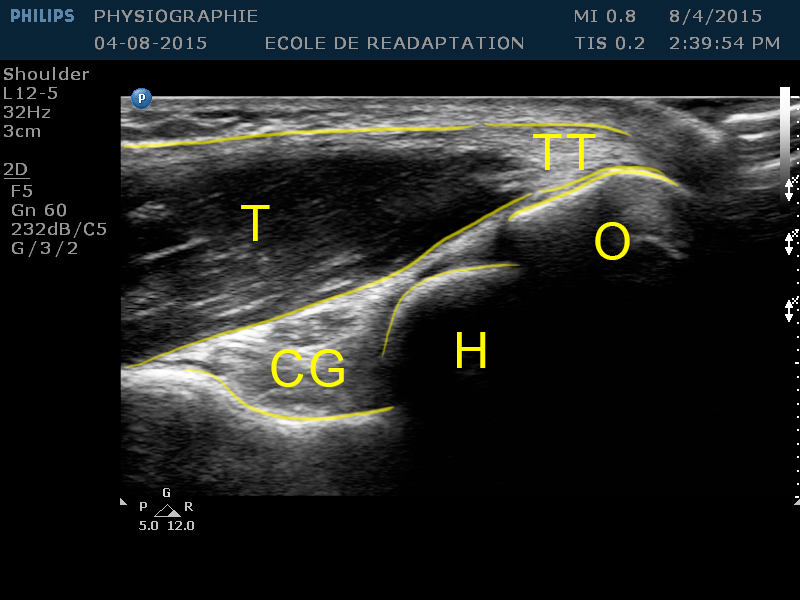 PHILIPS PHYSIOGRAPHIE MI 0.8 8/4/2015
04-08-2015 ECOLE DE READAPTATION TIS 0.2 2:39:54 PM
Shoulder
L12-5
32Hz
3cm
2D
F5
Gn 60
232dB/C5
G/3/2
P
TT
T
O
H
CG
G
P R
5.0 12.0